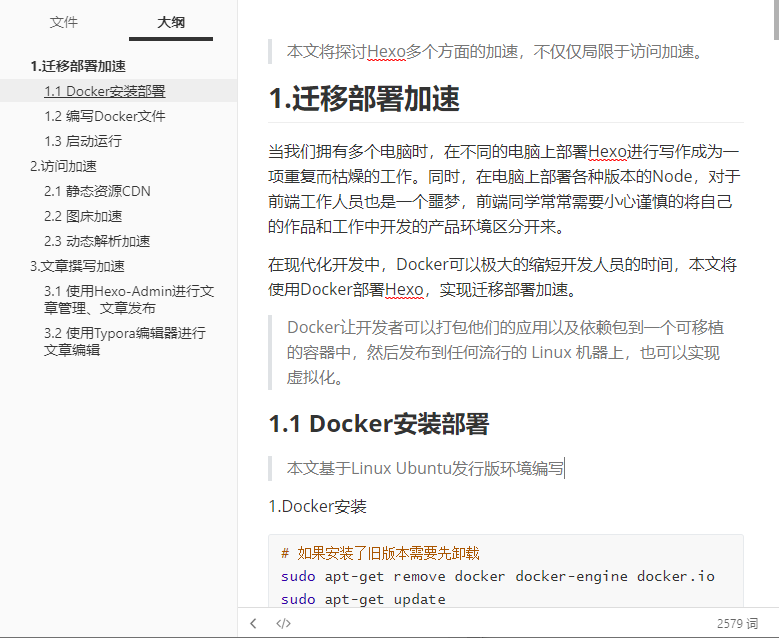 文件
大纲
1.迁移部署加速
1.1 Docker安装部署
1.2 编写Docker文件
1.3 启动运行
2.访问加速
2.1 静态资源CDN
2.2 图床加速
2.3 动态解析加速
3.文章撰写加速
3.1 使用Hexo-Admin进行文
章管理、文章发布
3.2 使用Typora编辑器进行
文章编辑
本文将探讨Hexo多个方面的加速，不仅仅局限于访问加速。
1.迁移部署加速
当我们拥有多个电脑时，在不同的电脑上部署Hexo进行写作成为一
项重复而枯燥的工作。同时，在电脑上部署各种版本的Node，对于
前端工作人员也是一个噩梦，前端同学常常需要小心谨慎的将自己
的作品和工作中开发的产品环境区分开来。
在现代化开发中，Docker可以极大的缩短开发人员的时间，本文将
使用Docker部署Hexo，实现迁移部署加速。
Docker让开发者可以打包他们的应用以及依赖包到一个可移植
的容器中，然后发布到任何流行的 Linux 机器上，也可以实现
虚拟化。
1.1 Docker安装部署
本文基于Linux Ubuntu发行版环境编写
1.Docker安装
# 如果安装了旧版本需要先卸载
sudo apt-get remove docker docker-engine docker.io
sudo apt-get update
</> 2579 词